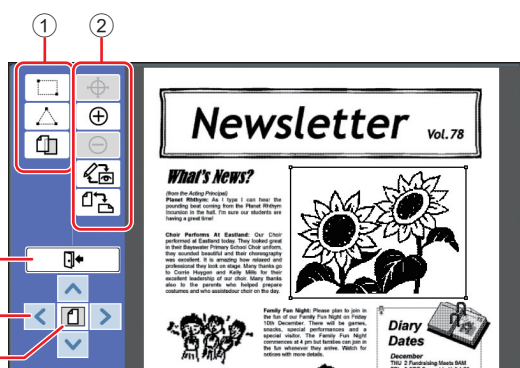 1
2
Newsletter
Vol.78
What's News?
(from the Acting Principal)
Planet Rhthym: As I type I can hear the
pounding beat coming from the Planet Rhthym
Incursion in the hall. I'm sure our students are
having a great time!
Choir Performs At Eastland: Our Choir
performed at Eastland today. They looked great
in their Bayswater Primary School Choir uniform,
they sounded beautiful and their choreography
was excellent. It is amazing how relaxed and
professional they look on stage. Many thanks go
to Corrie Huygen and Kelly Mills for their
excellent leadership of our choir. Many thanks
also to the parents who helped prepare
costumes and who assistedour choir on the day.
Family Fun Night: Please plan to join in
the fun of our Family Fun Night on Friday
10th December. There will be games,
snacks, special performances and a
special visitor. The Family Fun Night
commences at 4 pm but families can join in
the fun whenever they arrive. Watch for
notices with more details.
Diary
Dates
December
THU 2 Fundraising Meets 9AM